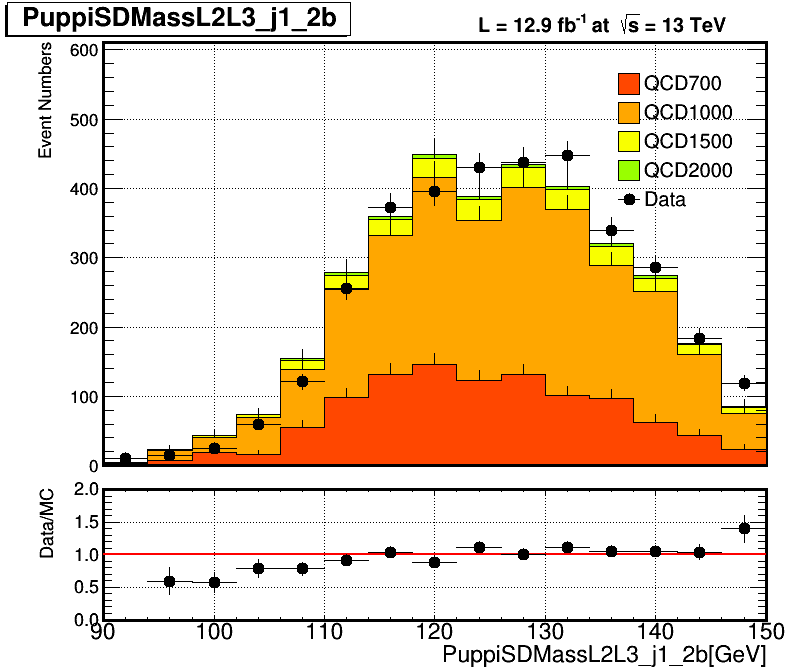 PuppiSDMassL2L3_j1_2b
L = 12.9 fb⁻¹ at √s = 13 TeV
Event Numbers
600
500
400
300
200
100
0
QCD700
QCD1000
QCD1500
QCD2000
Data
Data/MC
2.0
1.5
1.0
0.5
0.0
90 100 110 120 130 140 150
PuppiSDMassL2L3_j1_2b[GeV]